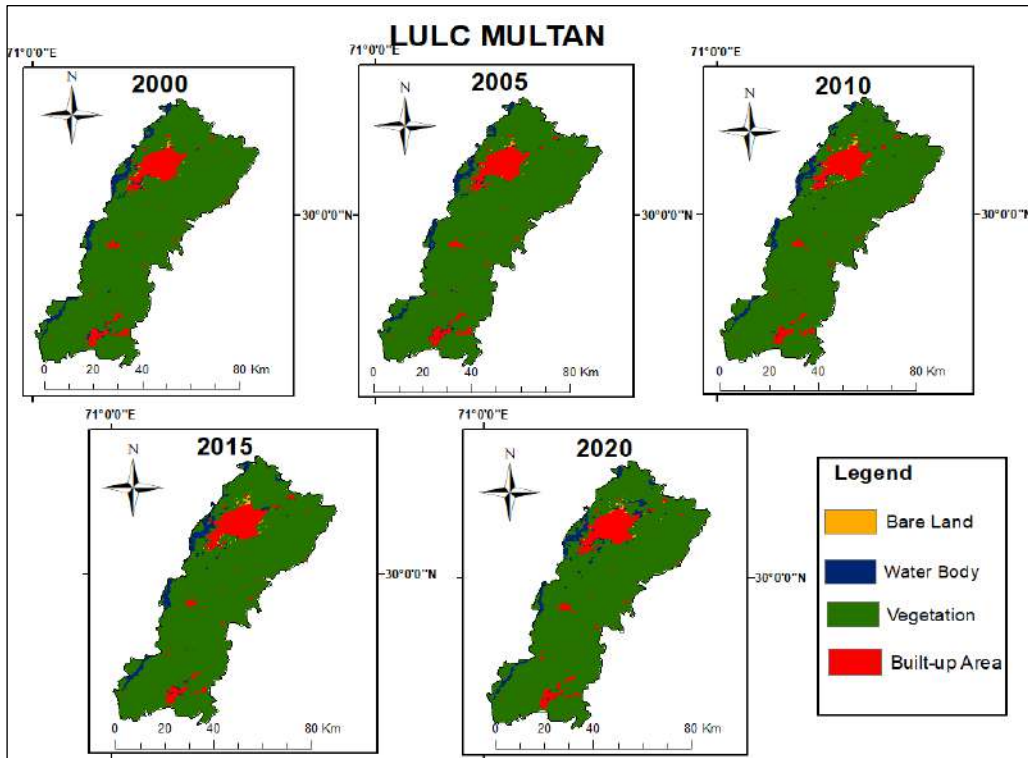 LULC MULTAN
71°0'0"E
71°0'0"E
71°0'0"E
2000
2005
2010
N
N
N
30°0'0"N
30°0'0"N
0 20 40 80 Km
0 20 40 80 Km
0 20 40 80 Km
71°0'0"E
71°0'0"E
2015
2020
N
N
30°0'0"N
30°0'0"N
0 20 40 80 Km
0 20 40 80 Km
Legend
Bare Land
Water Body
Vegetation
Built-up Area